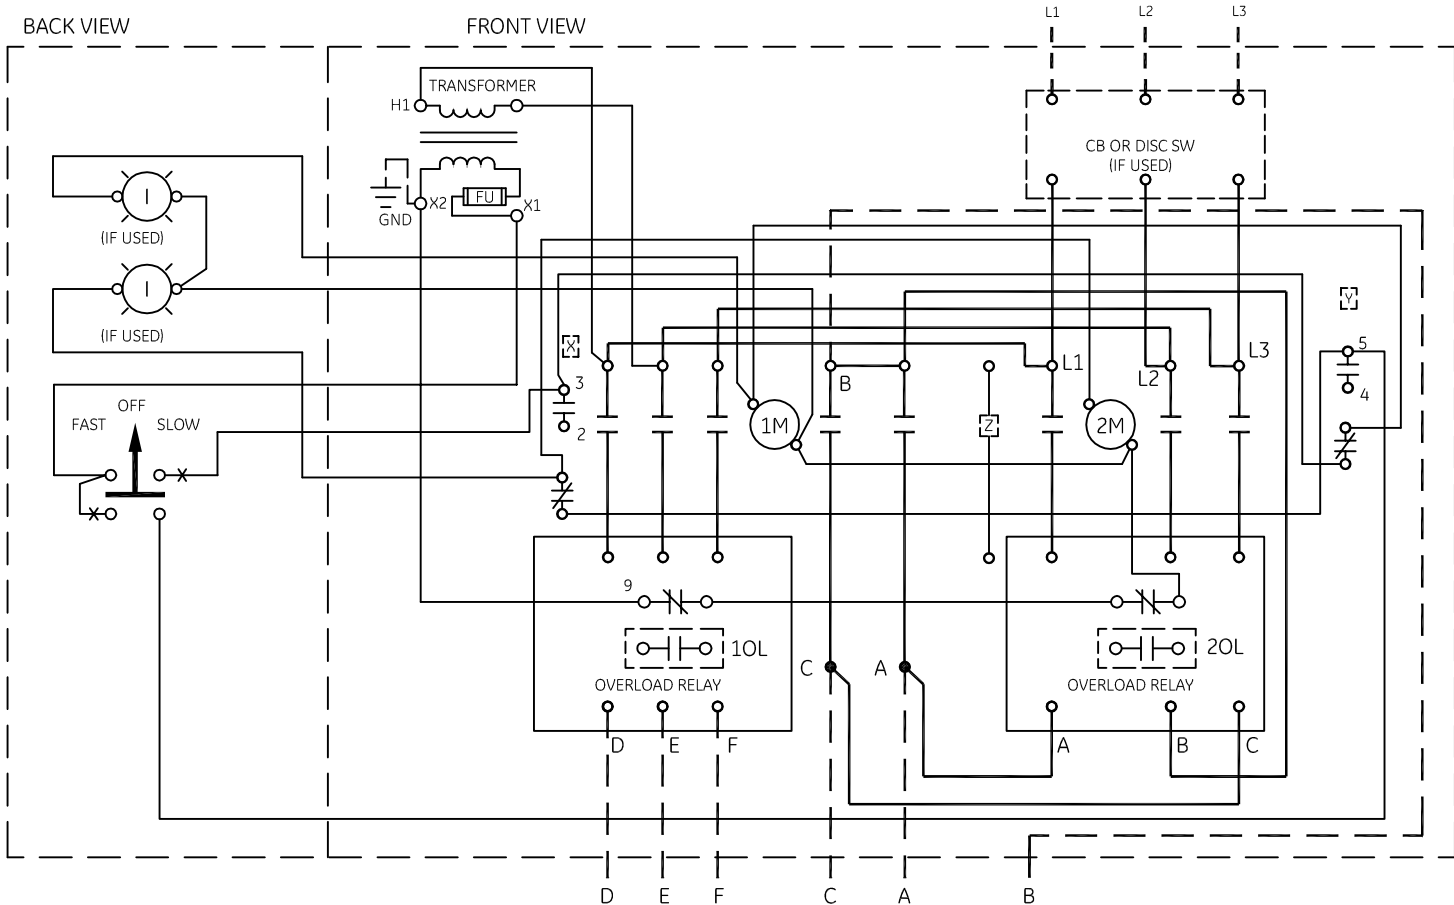 BACK VIEW
FRONT VIEW
L1
L2
L3
TRANSFORMER
H1
CB OR DISC SW
(IF USED)
I
FU
X2
X1
GND
(IF USED)
I
Y
(IF USED)
X
5
L1
L3
B
L2
3
4
OFF
FAST
SLOW
1M
Z
2M
2
X
X
9
1OL
2OL
C
A
OVERLOAD RELAY
OVERLOAD RELAY
D
E
F
A
B
C
D
E
F
C
A
B